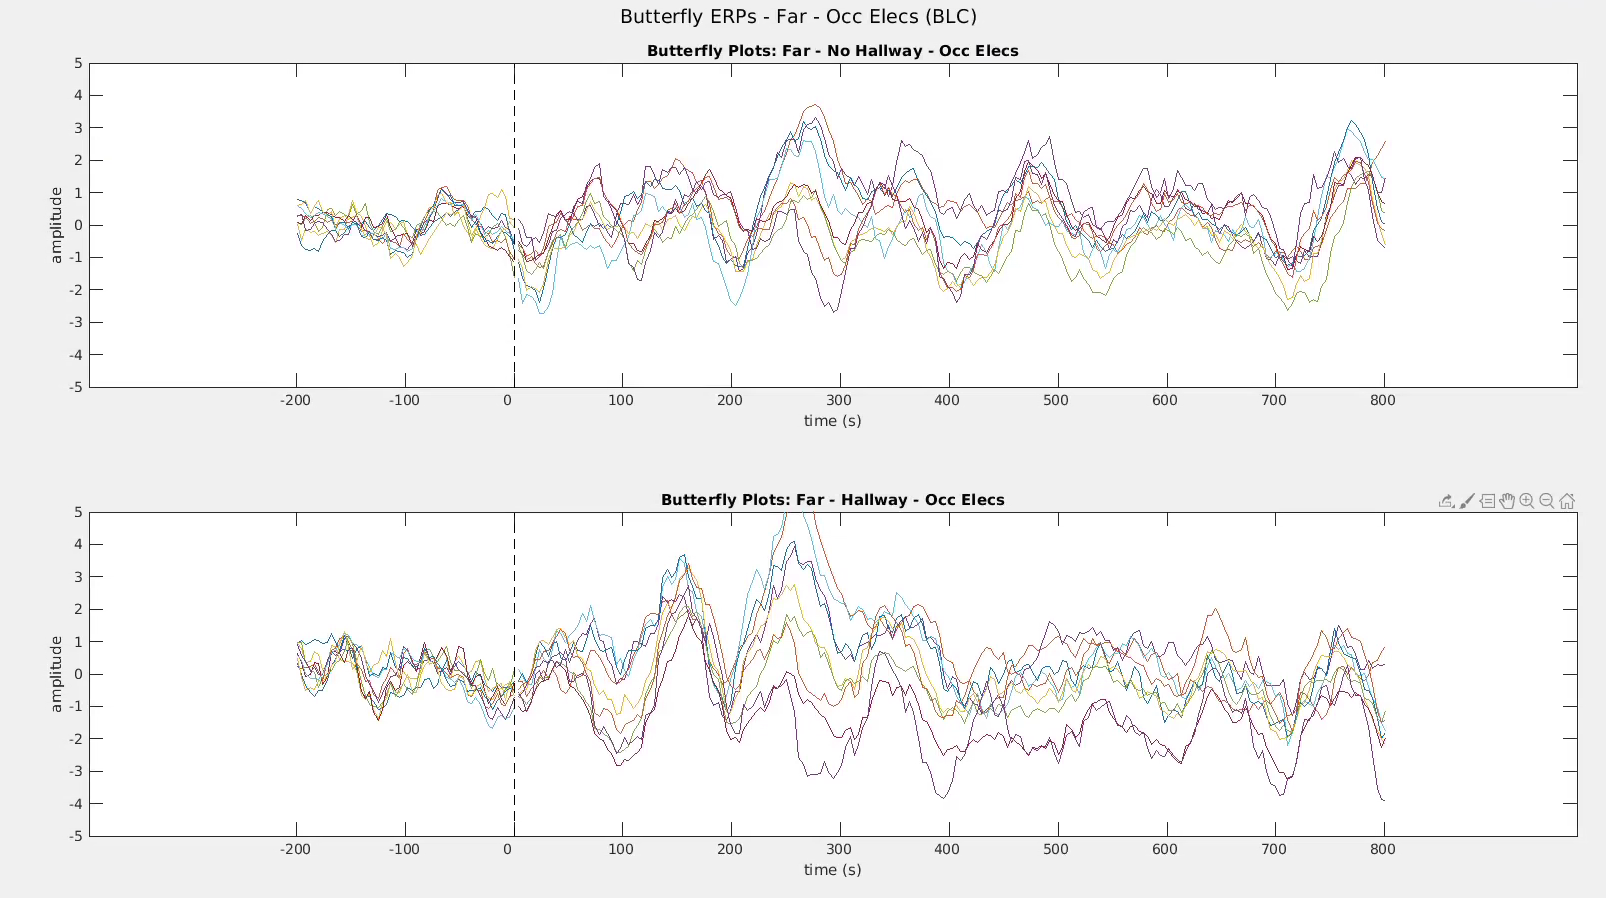 Butterfly ERPs - Far - Occ Elecs (BLC)
Butterfly Plots: Far - No Hallway - Occ Elecs
5
4
3
2
1
0
-1
-2
-3
-4
-5
amplitude
-200 -100 0 100 200 300 400 500 600 700 800
time (s)
Butterfly Plots: Far - Hallway - Occ Elecs
5
4
3
2
1
0
-1
-2
-3
-4
-5
amplitude
-200 -100 0 100 200 300 400 500 600 700 800
time (s)